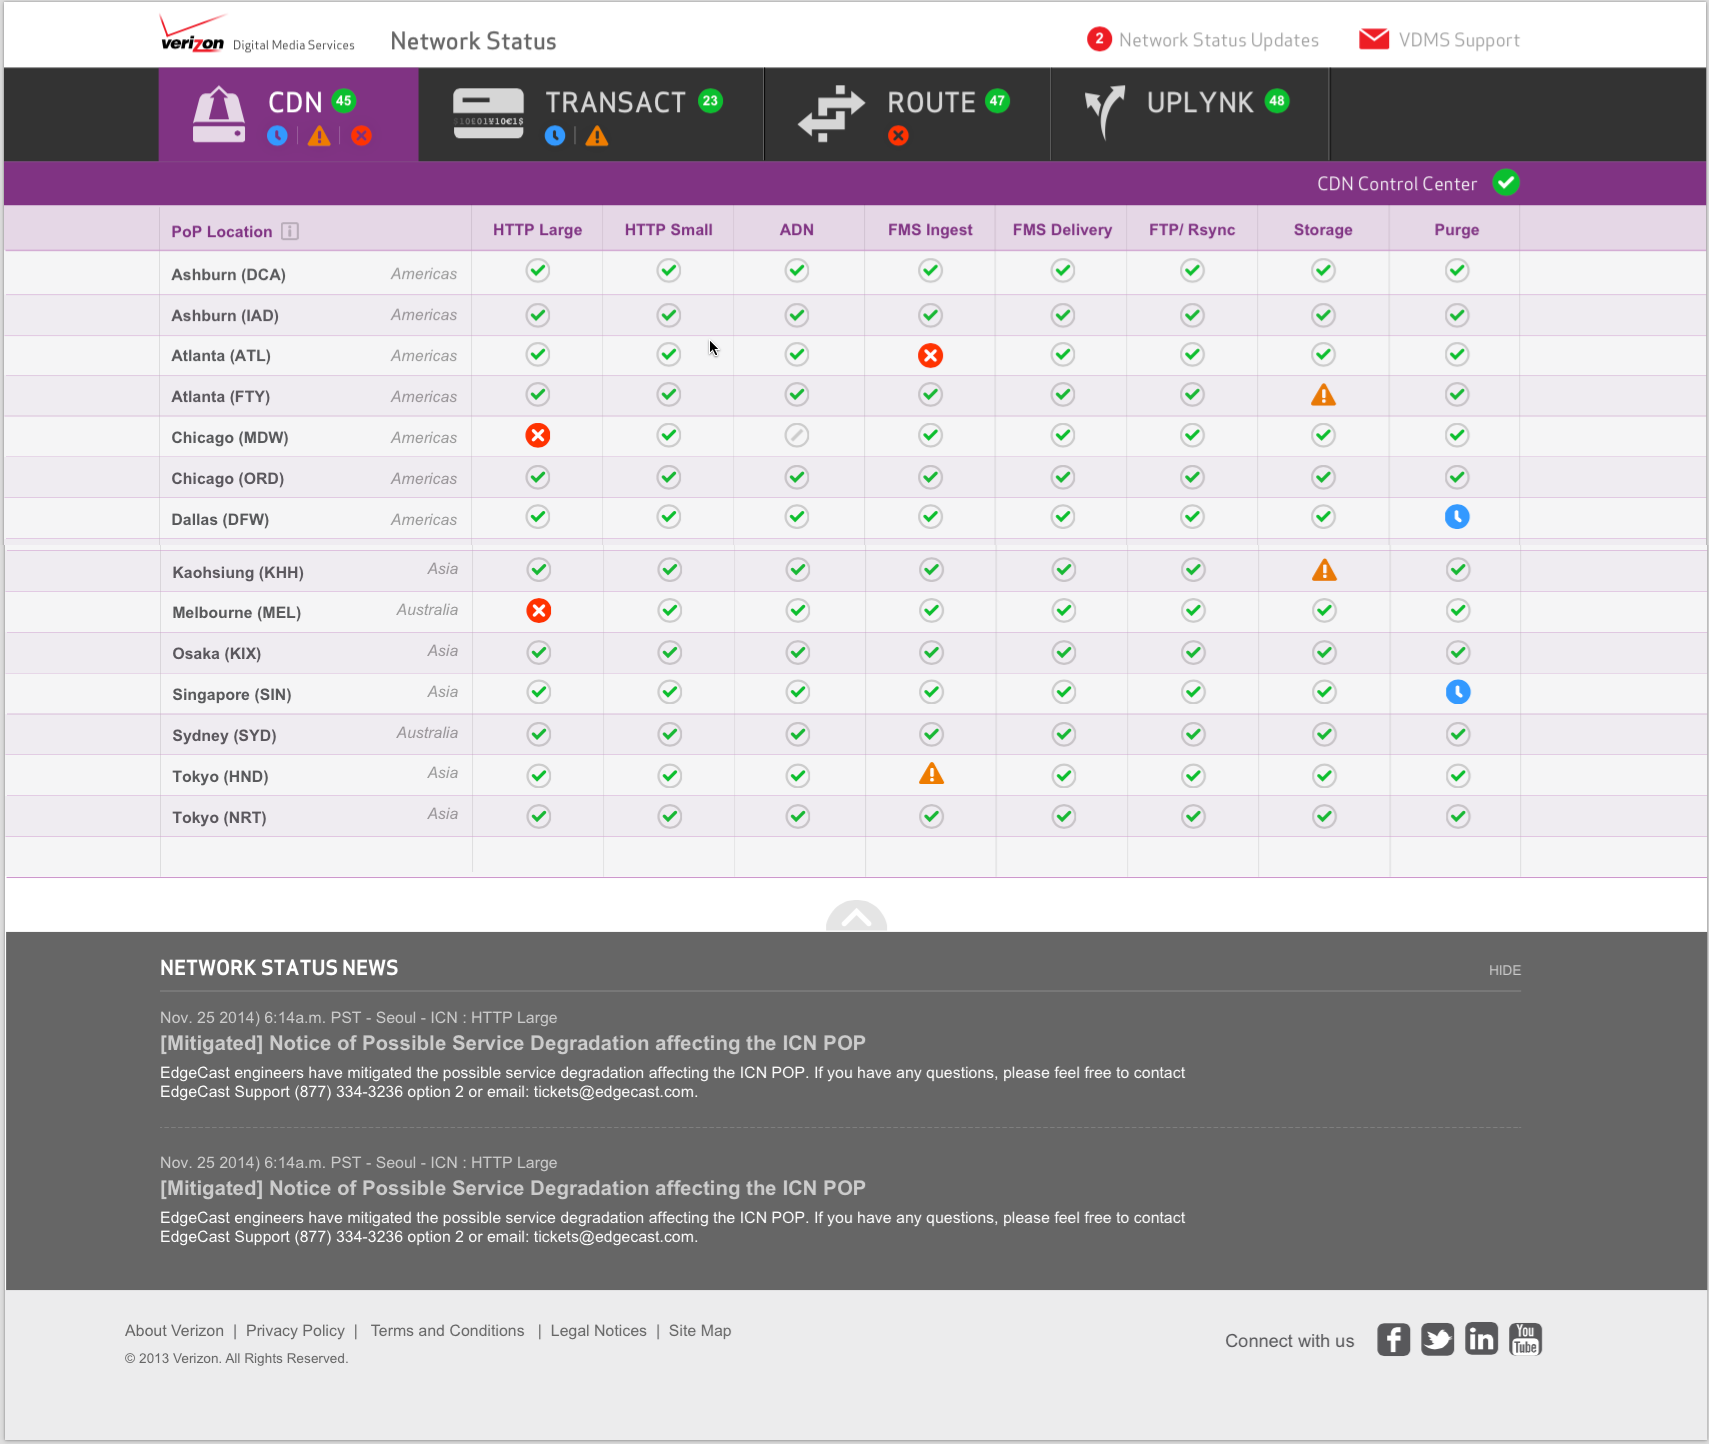 verizon Digital Media Services Network Status 2 Network Status Updates VDMS Support
CDN 45 TRANSACT 23 ROUTE 47 UPLYNK 48
CDN Control Center
PoP Location HTTP Large HTTP Small ADN FMS Ingest FMS Delivery FTP/ Rsync Storage Purge
Ashburn (DCA) Americas
Ashburn (IAD) Americas
Atlanta (ATL) Americas
Atlanta (FTY) Americas
Chicago (MDW) Americas
Chicago (ORD) Americas
Dallas (DFW) Americas
Kaohsiung (KHH) Asia
Melbourne (MEL) Australia
Osaka (KIX) Asia
Singapore (SIN) Asia
Sydney (SYD) Australia
Tokyo (HND) Asia
Tokyo (NRT) Asia
NETWORK STATUS NEWS HIDE
Nov. 25 2014) 6:14a.m. PST - Seoul - ICN : HTTP Large
[Mitigated] Notice of Possible Service Degradation affecting the ICN POP
EdgeCast engineers have mitigated the possible service degradation affecting the ICN POP. If you have any questions, please feel free to contact
EdgeCast Support (877) 334-3236 option 2 or email: tickets@edgecast.com.
Nov. 25 2014) 6:14a.m. PST - Seoul - ICN : HTTP Large
[Mitigated] Notice of Possible Service Degradation affecting the ICN POP
EdgeCast engineers have mitigated the possible service degradation affecting the ICN POP. If you have any questions, please feel free to contact
EdgeCast Support (877) 334-3236 option 2 or email: tickets@edgecast.com.
About Verizon | Privacy Policy | Terms and Conditions | Legal Notices | Site Map
© 2013 Verizon. All Rights Reserved.
Connect with us f in You Tube